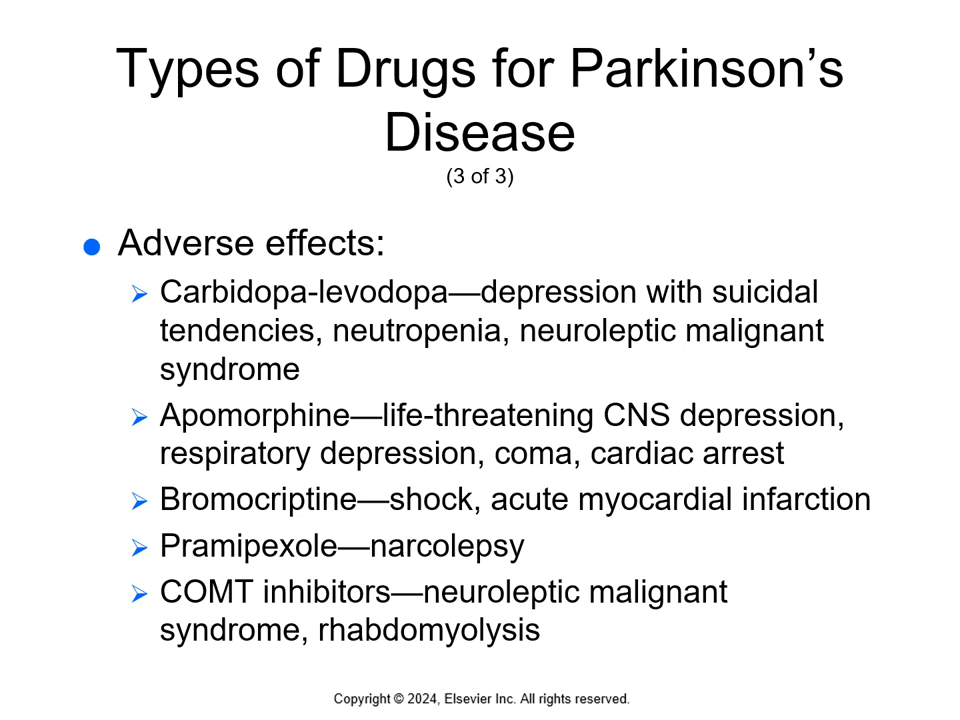 Types of Drugs for Parkinson’s
Disease
(3 of 3)
Adverse effects:
Carbidopa-levodopa—depression with suicidal
tendencies, neutropenia, neuroleptic malignant
syndrome
Apomorphine—life-threatening CNS depression,
respiratory depression, coma, cardiac arrest
Bromocriptine—shock, acute myocardial infarction
Pramipexole—narcolepsy
COMT inhibitors—neuroleptic malignant
syndrome, rhabdomyolysis
Copyright © 2024, Elsevier Inc. All rights reserved.